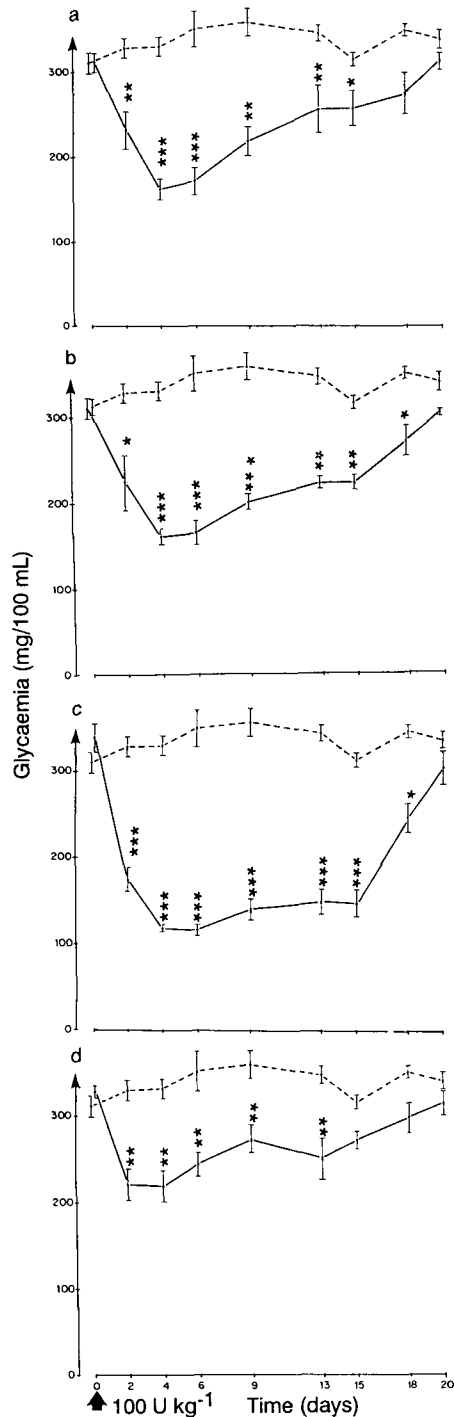 a
300
200
100
0
** *** *** ** ** *
b
300
200
100
0
* *** *** *** ** ** *
c
300
200
100
0
*** *** *** *** *** *** *
d
300
200
100
0
** ** ** ** **
Glycaemia (mg/100 mL)
0 2 4 6 9 13 15 18 20
100 U kg⁻¹ Time (days)